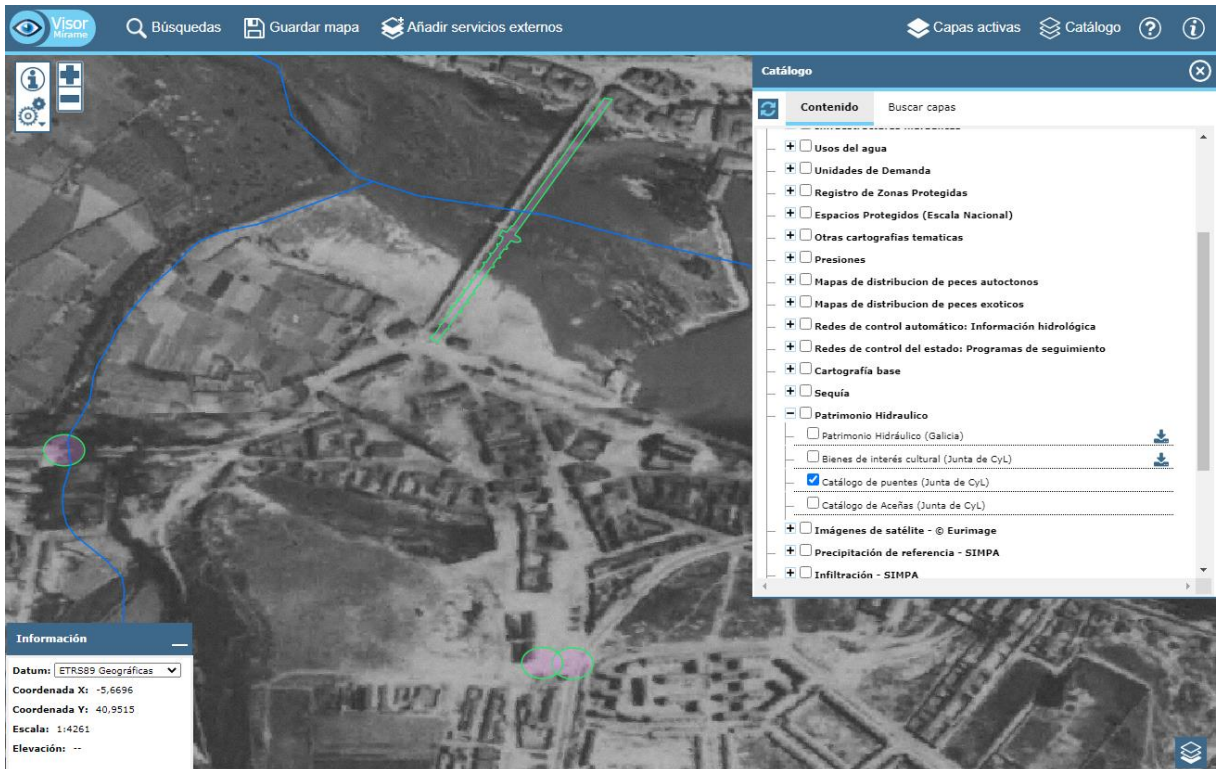 Visor
Mírame
Búsquedas
Guardar mapa
Añadir servicios externos
Capas activas
Catálogo
Catálogo
Contenido
Buscar capas
Usos del agua
Unidades de Demanda
Registro de Zonas Protegidas
Espacios Protegidos (Escala Nacional)
Otras cartografias tematicas
Presiones
Mapas de distribucion de peces autoctonos
Mapas de distribucion de peces exoticos
Redes de control automático: Información hidrológica
Redes de control del estado: Programas de seguimiento
Cartografía base
Sequía
Patrimonio Hidraulico
Patrimonio Hidráulico (Galicia)
Bienes de interés cultural (Junta de CyL)
Catálogo de puentes (Junta de CyL)
Catálogo de Aceñas (Junta de CyL)
Imágenes de satélite - © Eurimage
Precipitación de referencia - SIMPA
Infiltración - SIMPA
Información
Datum: ETRS89 Geográficas
Coordenada X: -5,6696
Coordenada Y: 40,9515
Escala: 1:4261
Elevación: --